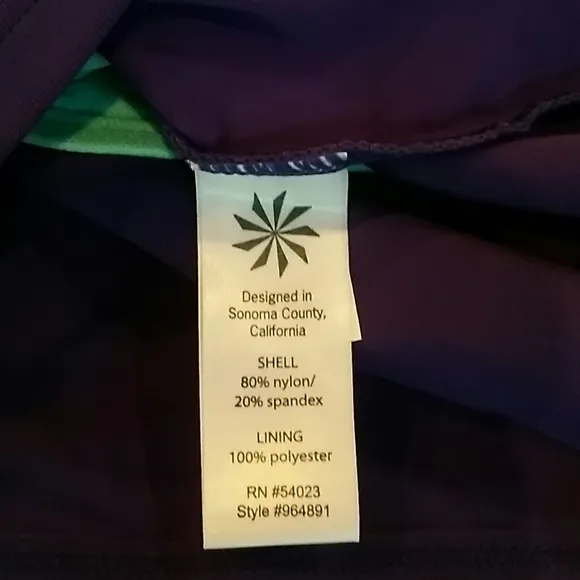 Designed in
Sonoma County,
California
SHELL
80% nylon/
20% spandex
LINING
100% polyester
RN #54023
Style #964891